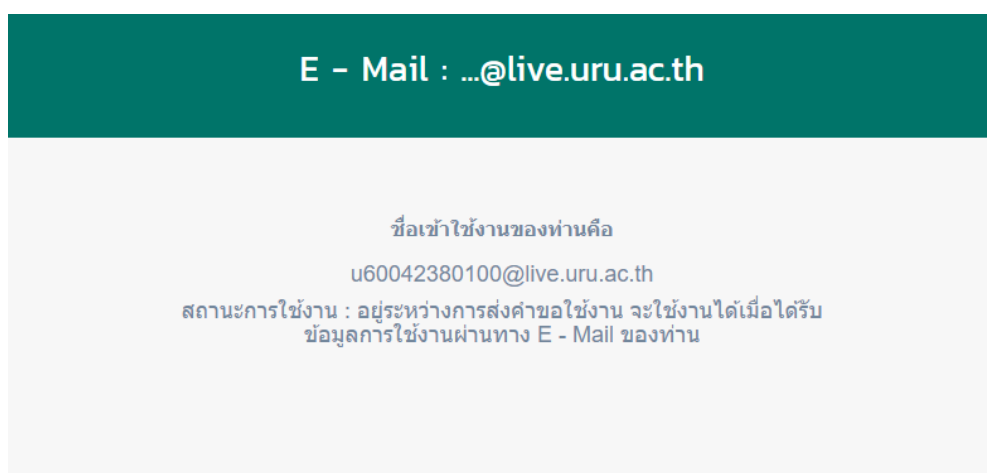 E - Mail : ...@live.uru.ac.th
ชื่อเข้าใช้งานของท่านคือ
u60042380100@live.uru.ac.th
สถานะการใช้งาน : อยู่ระหว่างการส่งคำขอใช้งาน จะใช้งานได้เมื่อได้รับ
ข้อมูลการใช้งานผ่านทาง E - Mail ของท่าน